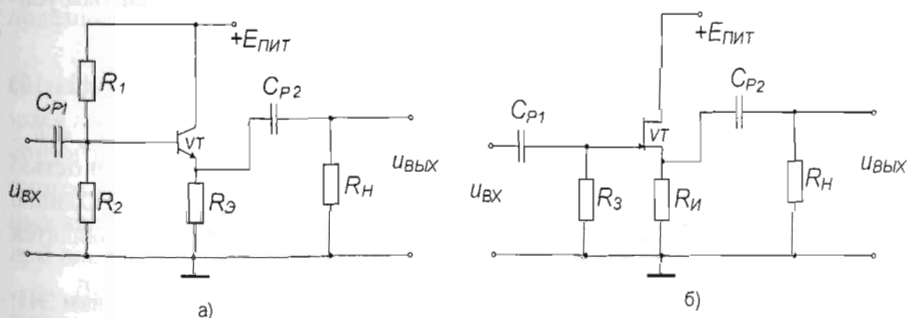 +EПИТ
R1
CP1
CP2
VT
uВХ
R2
RЭ
RН
uВЫХ
а)
+EПИТ
CP1
CP2
VT
uВХ
RЗ
RИ
RН
uВЫХ
б)